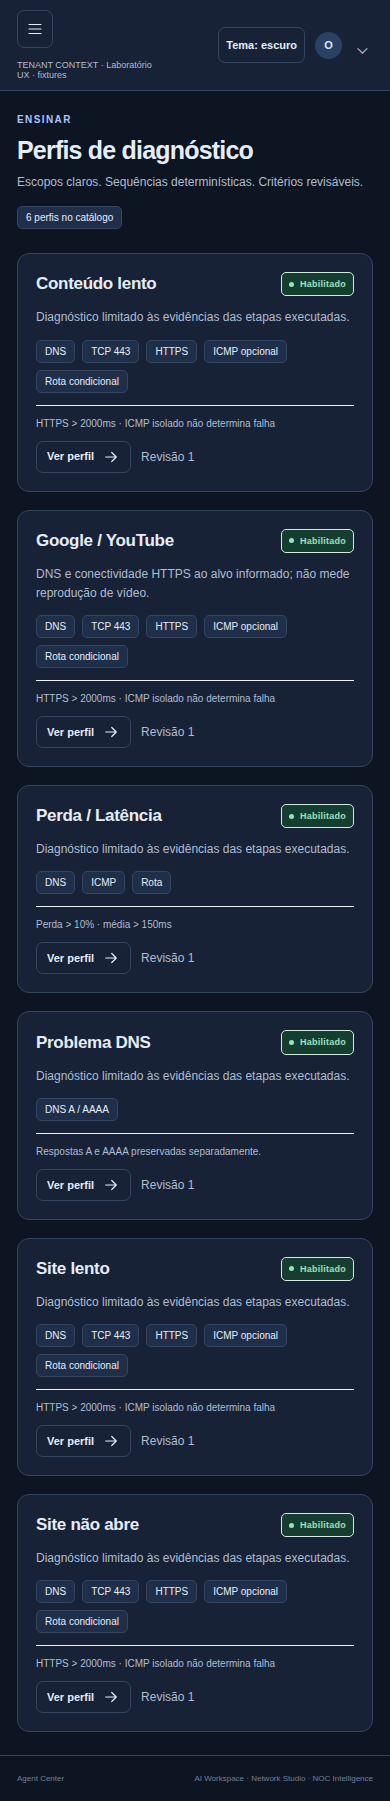 TENANT CONTEXT · Laboratório
UX · fixtures
Tema: escuro
O
ENSINAR
Perfis de diagnóstico
Escopos claros. Sequências determinísticas. Critérios revisáveis.
6 perfis no catálogo
Conteúdo lento
Habilitado
Diagnóstico limitado às evidências das etapas executadas.
DNS TCP 443 HTTPS ICMP opcional
Rota condicional
HTTPS > 2000ms · ICMP isolado não determina falha
Ver perfil Revisão 1
Google / YouTube
Habilitado
DNS e conectividade HTTPS ao alvo informado; não mede
reprodução de vídeo.
DNS TCP 443 HTTPS ICMP opcional
Rota condicional
HTTPS > 2000ms · ICMP isolado não determina falha
Ver perfil Revisão 1
Perda / Latência
Habilitado
Diagnóstico limitado às evidências das etapas executadas.
DNS ICMP Rota
Perda > 10% · média > 150ms
Ver perfil Revisão 1
Problema DNS
Habilitado
Diagnóstico limitado às evidências das etapas executadas.
DNS A / AAAA
Respostas A e AAAA preservadas separadamente.
Ver perfil Revisão 1
Site lento
Habilitado
Diagnóstico limitado às evidências das etapas executadas.
DNS TCP 443 HTTPS ICMP opcional
Rota condicional
HTTPS > 2000ms · ICMP isolado não determina falha
Ver perfil Revisão 1
Site não abre
Habilitado
Diagnóstico limitado às evidências das etapas executadas.
DNS TCP 443 HTTPS ICMP opcional
Rota condicional
HTTPS > 2000ms · ICMP isolado não determina falha
Ver perfil Revisão 1
Agent Center
AI Workspace · Network Studio · NOC Intelligence